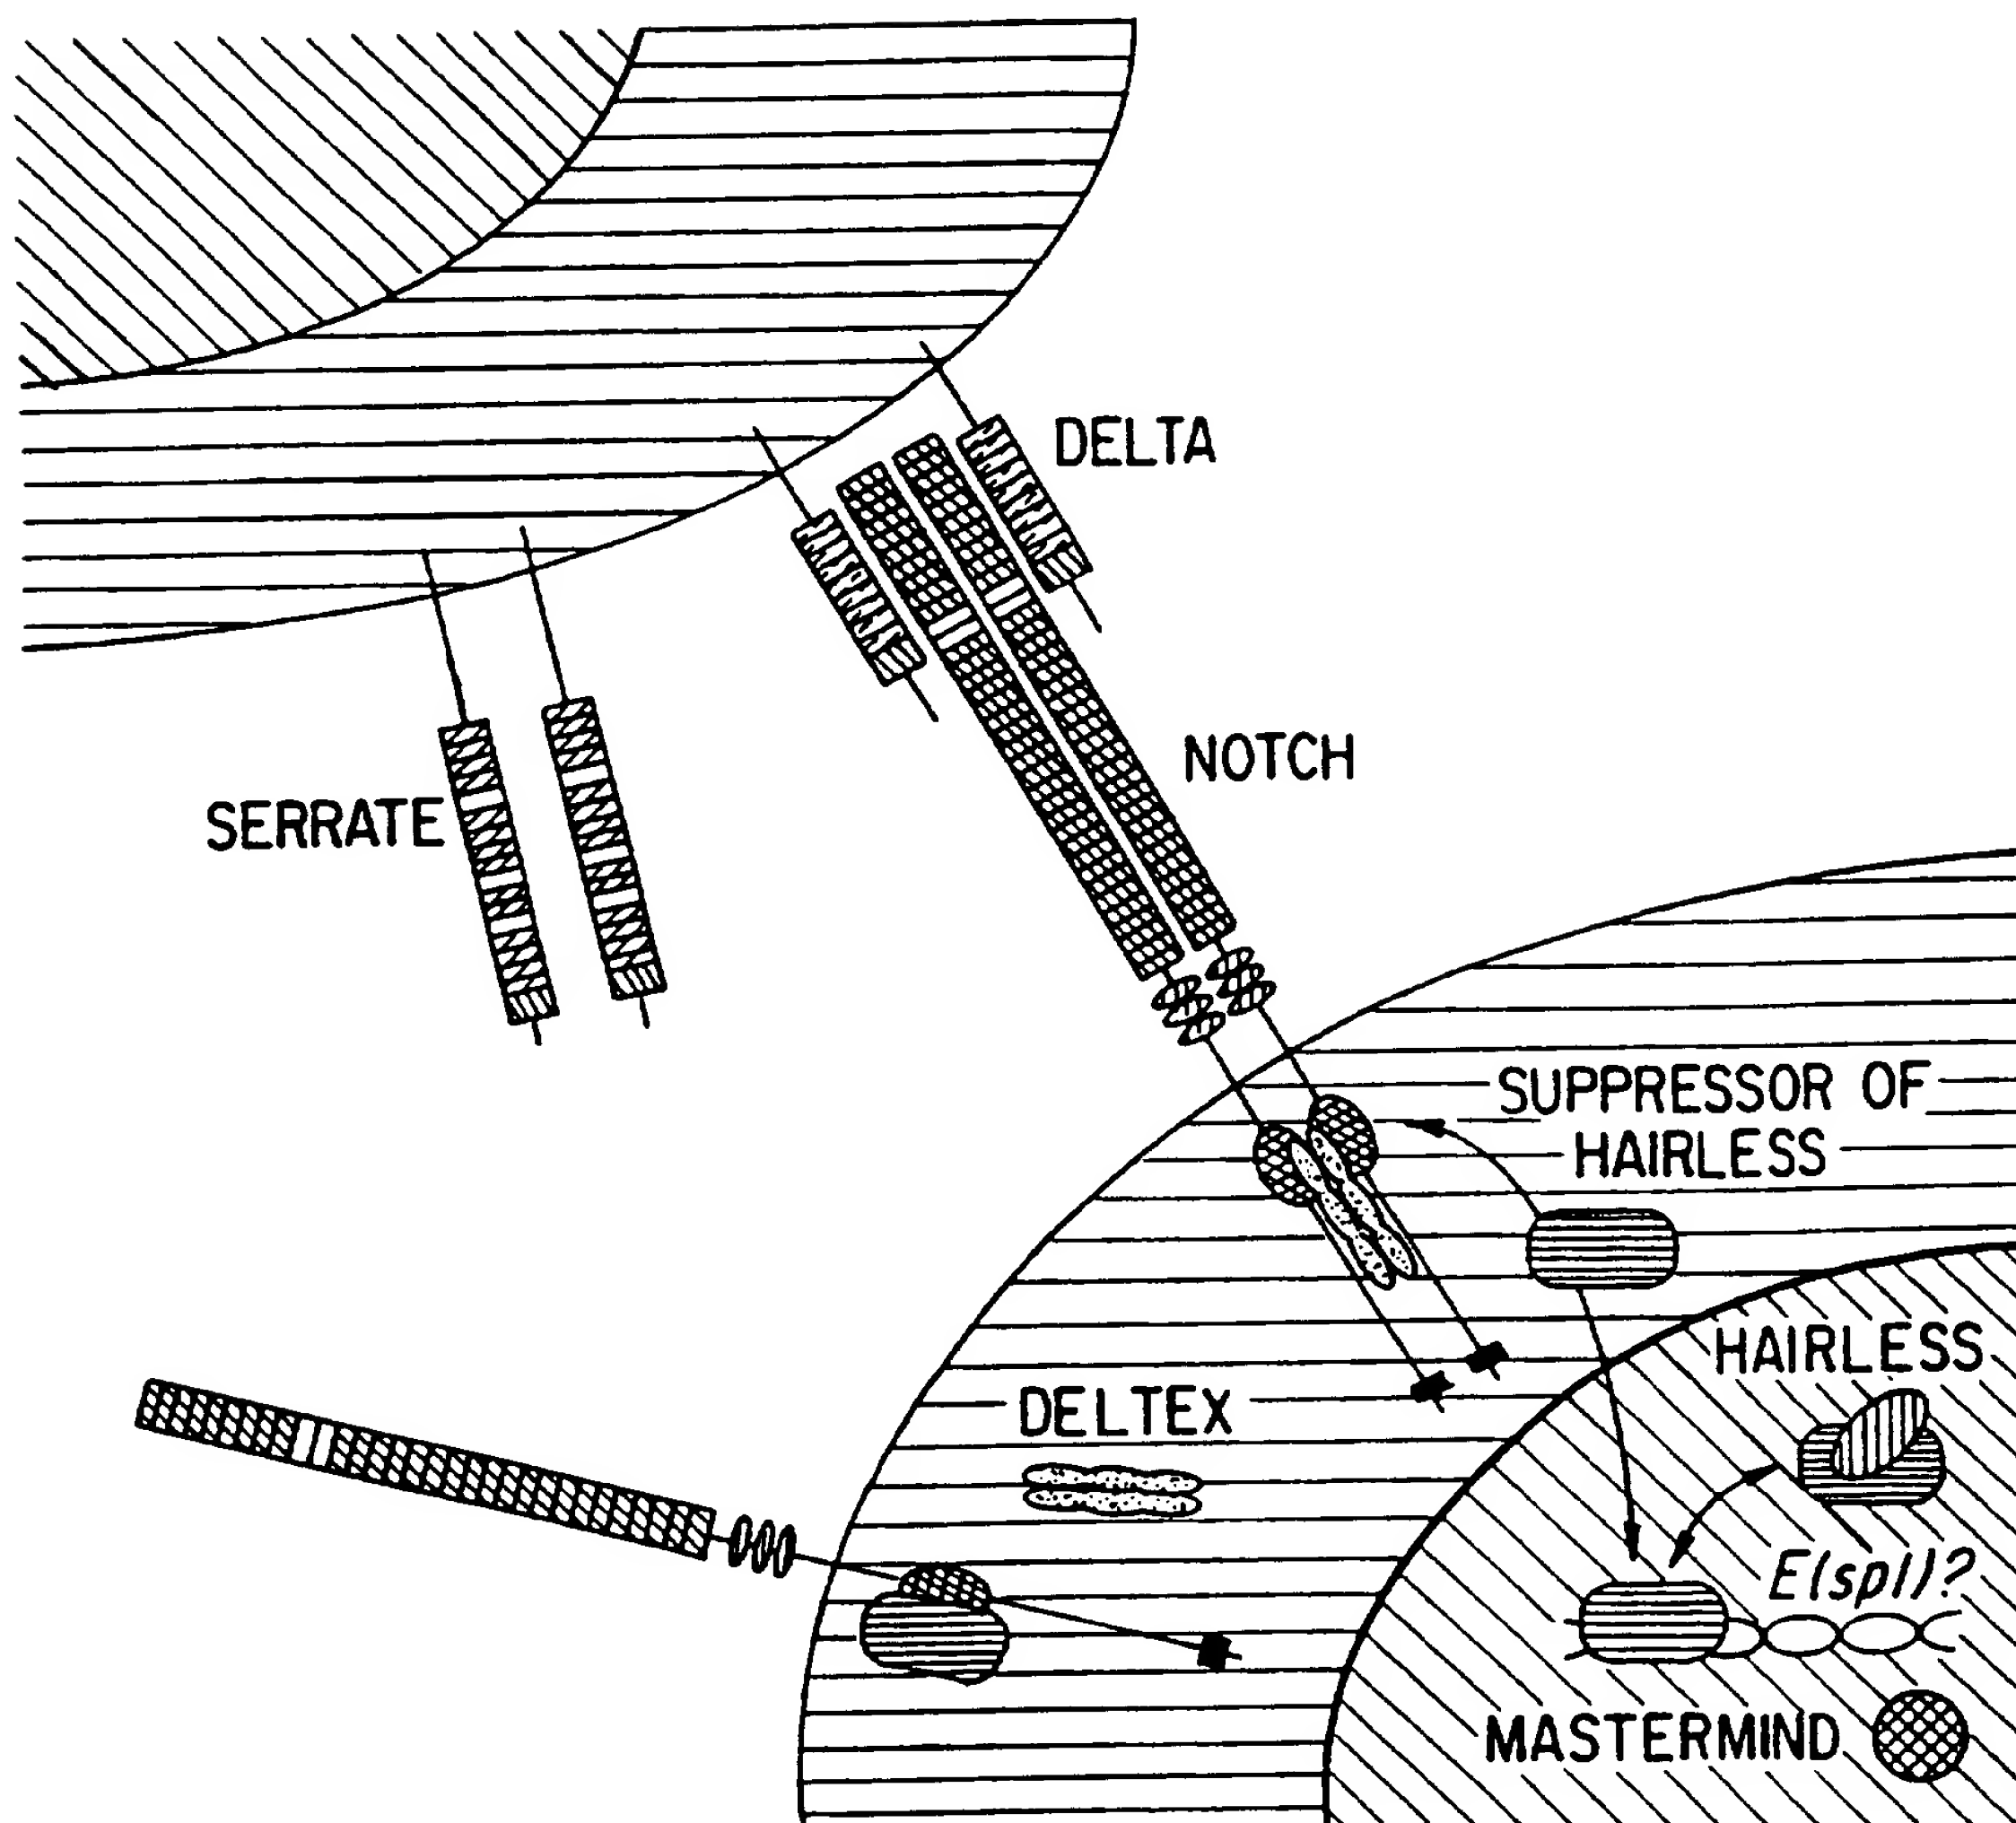 DELTA
NOTCH
SERRATE
SUPPRESSOR OF
HAIRLESS
HAIRLESS
DELTEX
E(spl)?
MASTERMIND